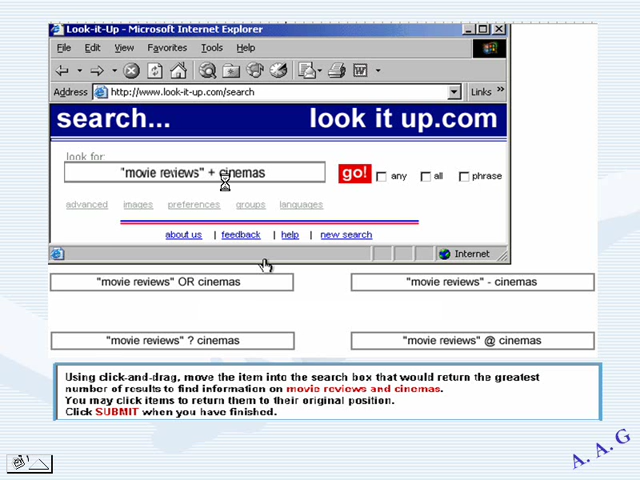 Look-it-Up - Microsoft Internet Explorer
File Edit View Favorites Tools Help
Address http://www.look-it-up.com/search Links »
search... look it up.com
look for:
"movie reviews" + cinemas go! any all phrase
advanced images preferences groups languages
about us | feedback | help | new search
Internet
"movie reviews" OR cinemas "movie reviews" - cinemas
"movie reviews" ? cinemas "movie reviews" @ cinemas
Using click-and-drag, move the item into the search box that would return the greatest
number of results to find information on movie reviews and cinemas.
You may click items to return them to their original position.
Click SUBMIT when you have finished.
A. A. G